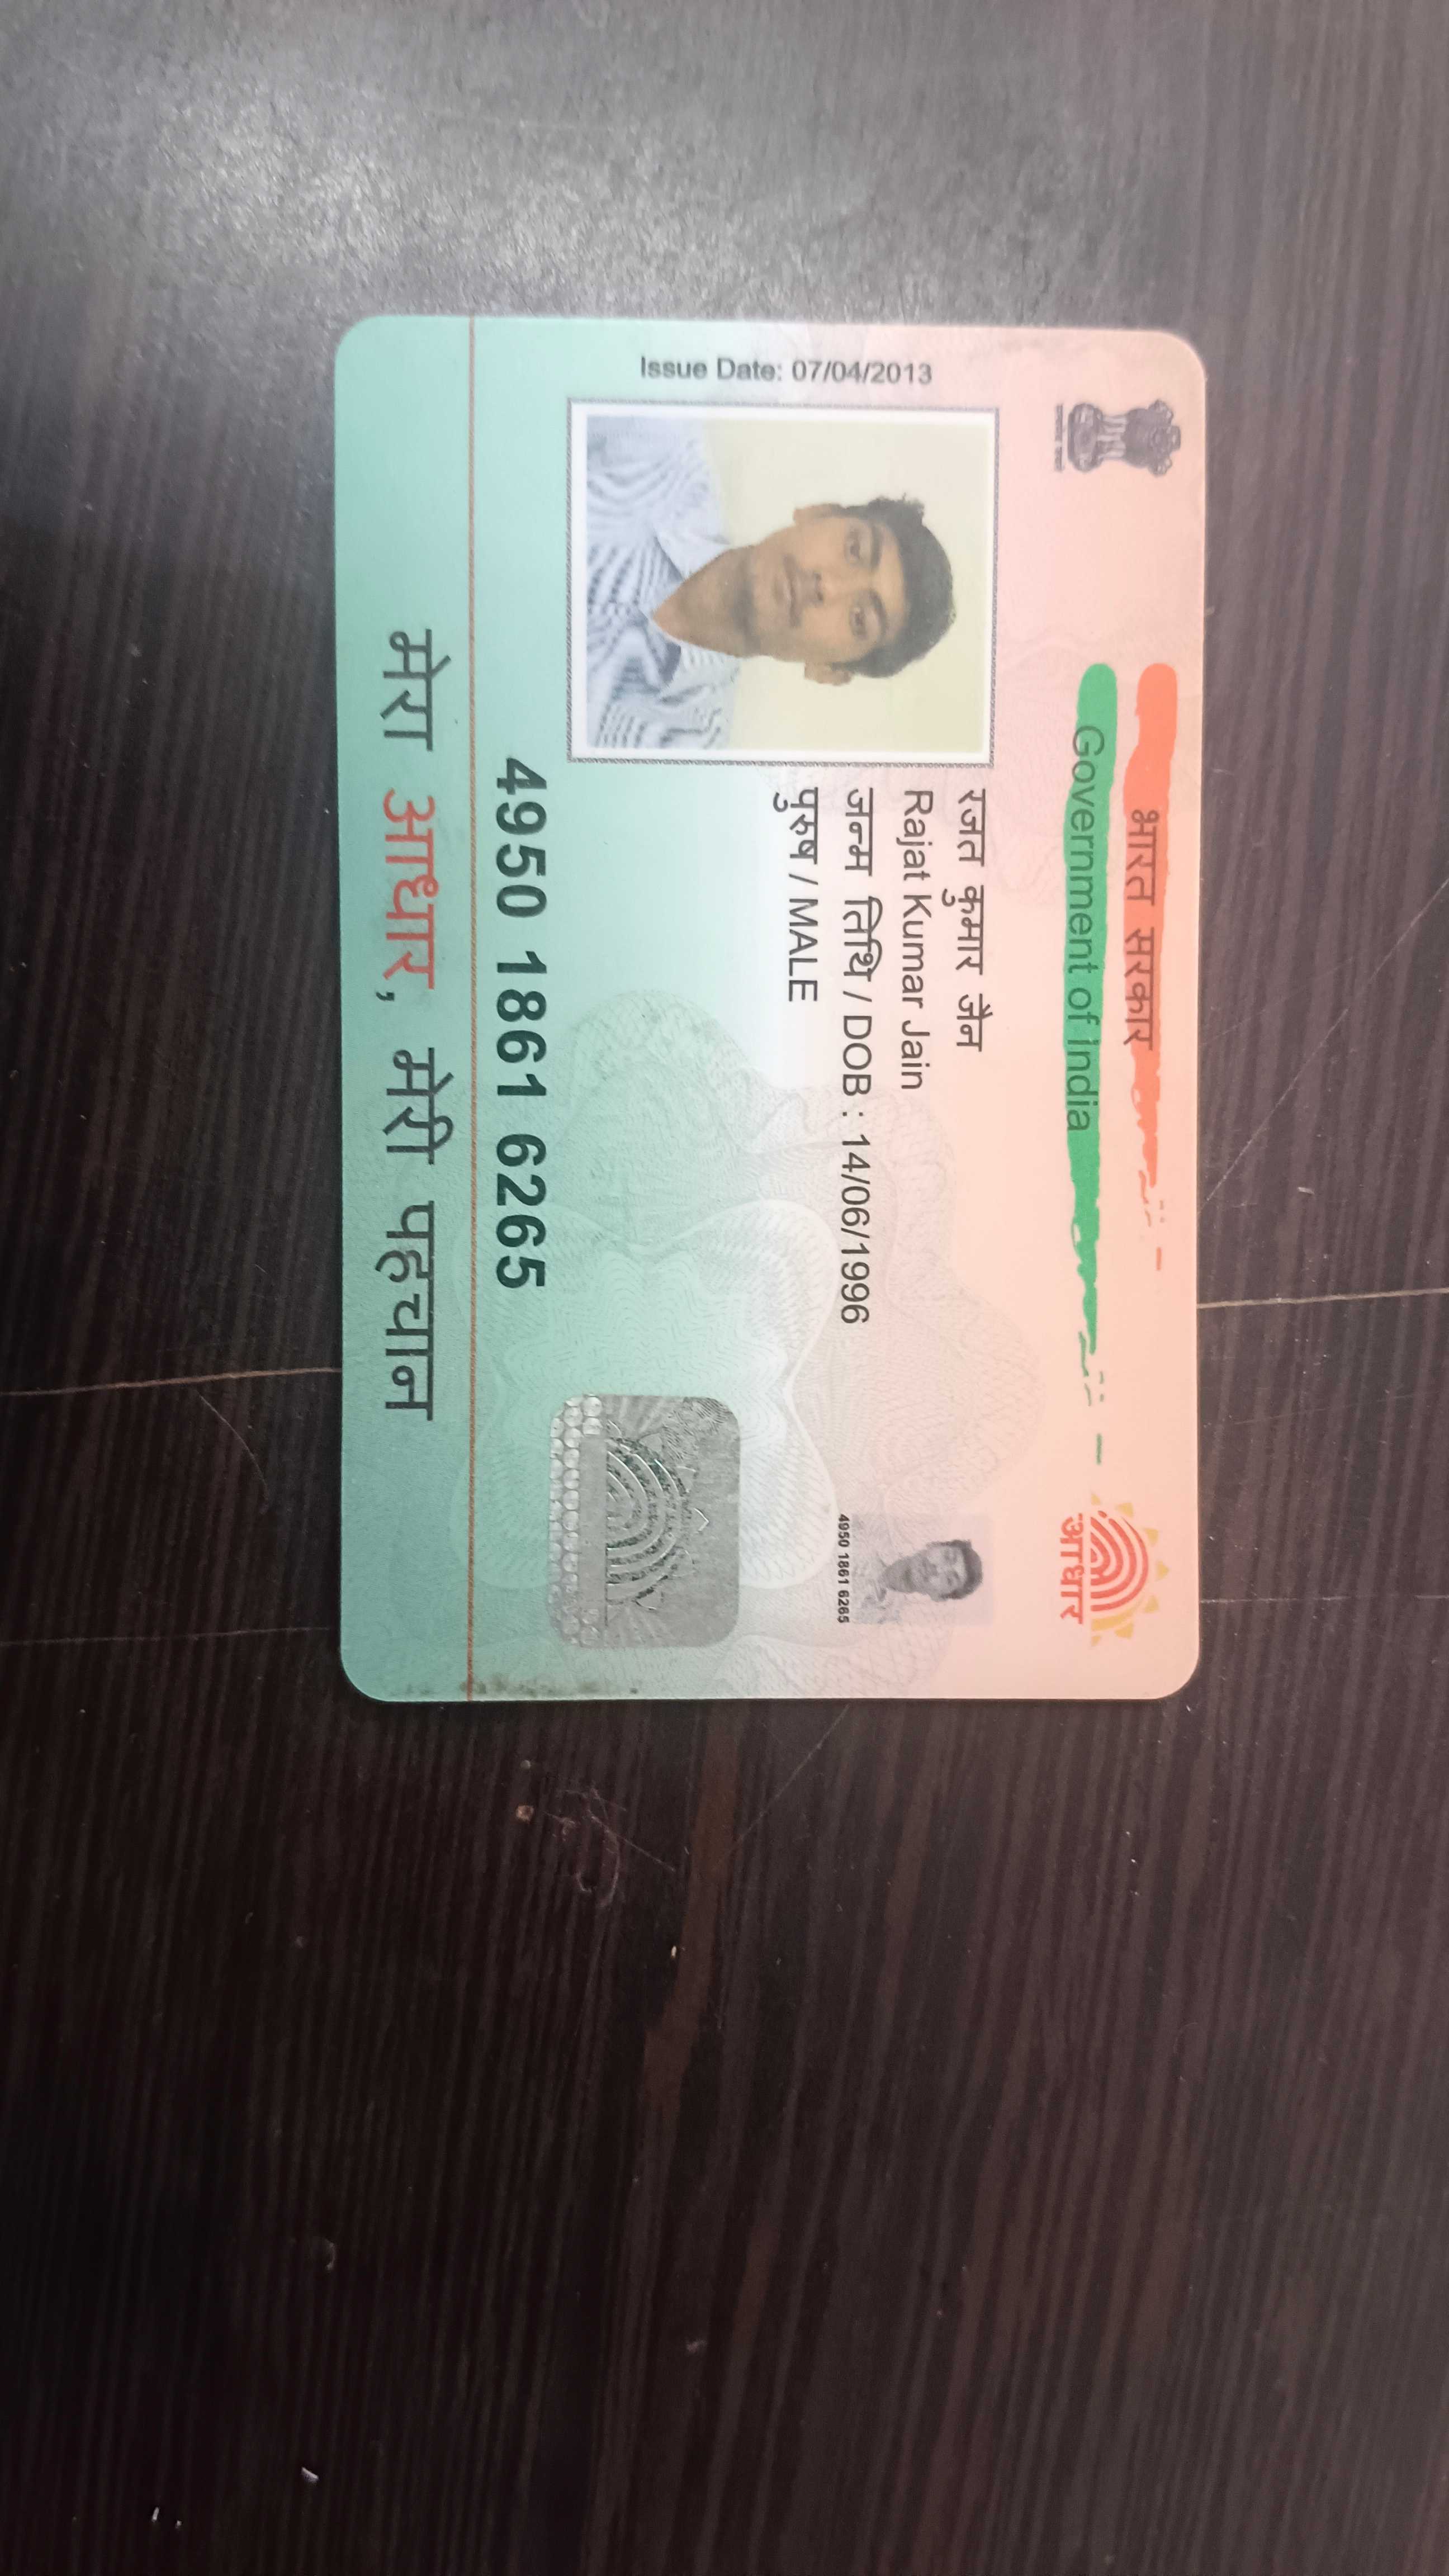 भारत सरकार
Government of India
आधार
Issue Date: 07/04/2013
रजत कुमार जैन
Rajat Kumar Jain
जन्म तिथि / DOB : 14/06/1996
पुरुष / MALE
4950 1861 6265
4950 1861 6265
मेरा आधार, मेरी पहचान